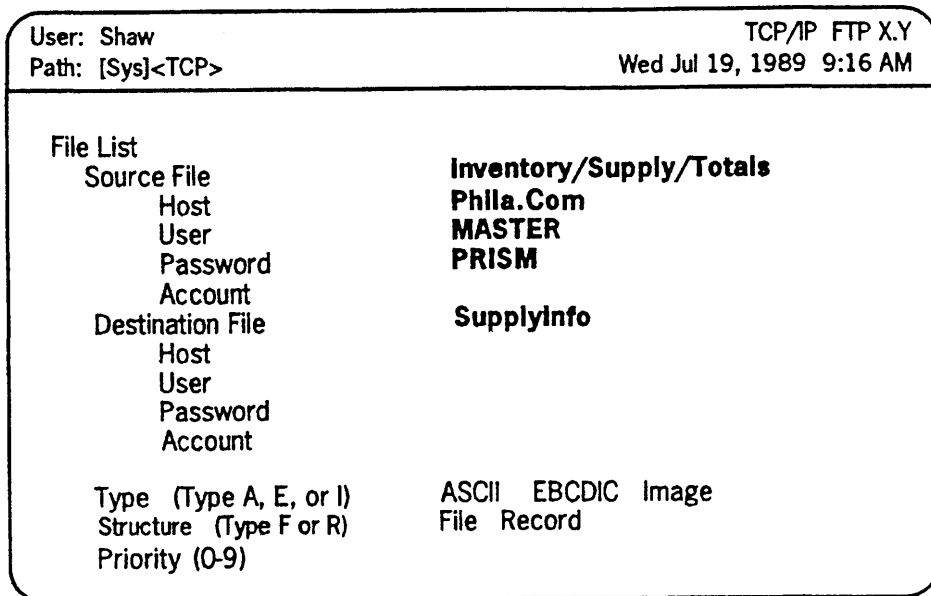 User: Shaw TCP/IP FTP X.Y
Path: [Sys]<TCP> Wed Jul 19, 1989 9:16 AM
File List
Source File Inventory/Supply/Totals
Host Phila.Com
User MASTER
Password PRISM
Account
Destination File SupplyInfo
Host
User
Password
Account
Type (Type A, E, or I) ASCII EBCDIC Image
Structure (Type F or R) File Record
Priority (0-9)